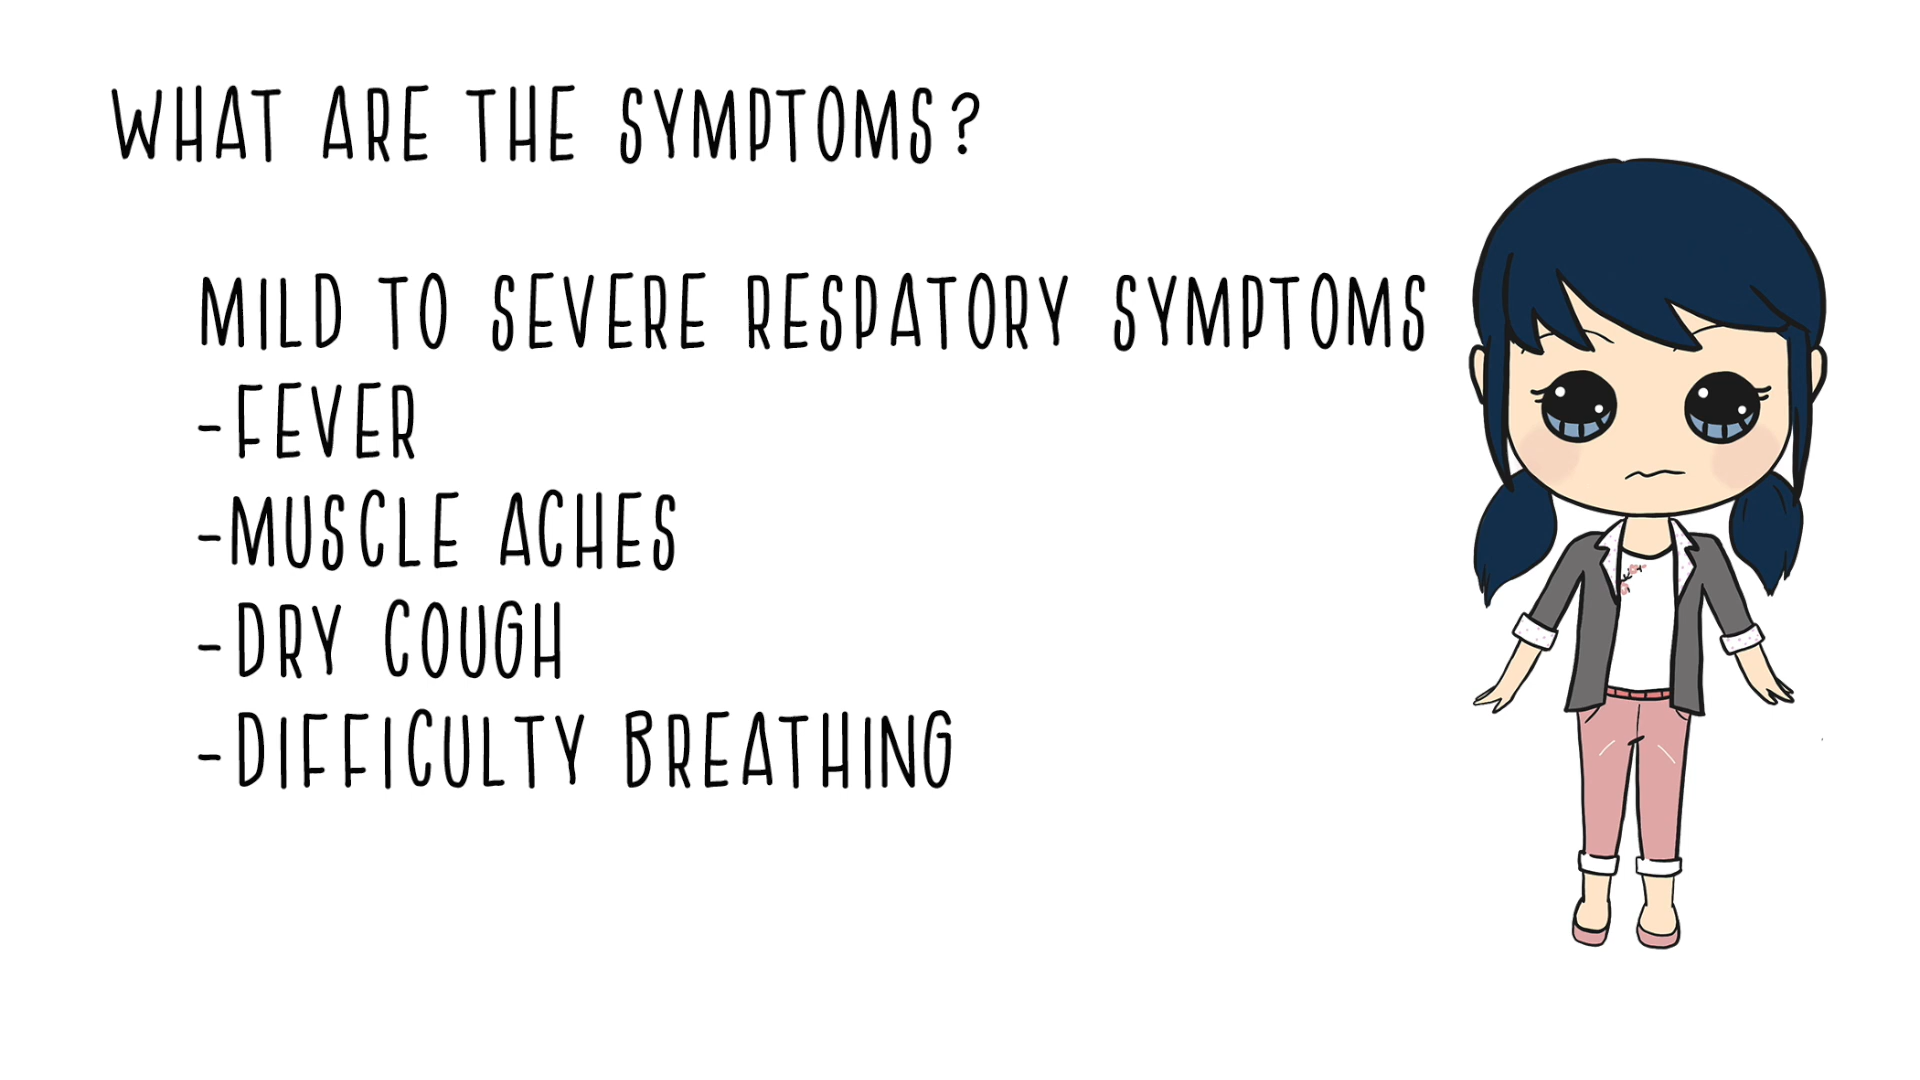 WHAT ARE THE SYMPTOMS?
MILD TO SEVERE RESPATORY SYMPTOMS
-FEVER
-MUSCLE ACHES
-DRY COUGH
-DIFFICULTY BREATHING